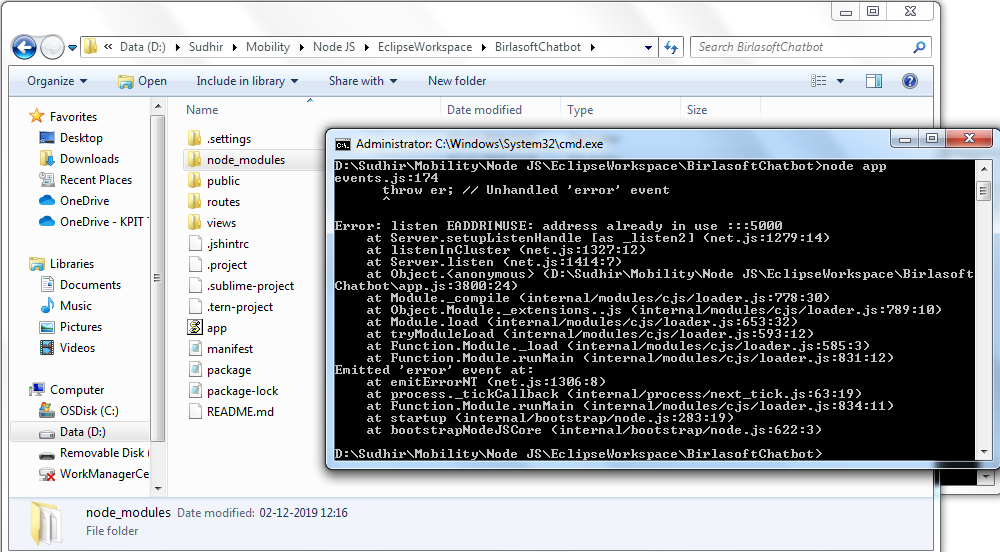 « Data (D:) ▸ Sudhir ▸ Mobility ▸ Node JS ▸ EclipseWorkspace ▸ BirlasoftChatbot ▸
Search BirlasoftChatbot
Organize Open Include in library Share with New folder
Name Date modified Type Size
Favorites
Desktop
Downloads
Recent Places
OneDrive
OneDrive - KPIT T
Libraries
Documents
Music
Pictures
Videos
Computer
OSDisk (C:)
Data (D:)
Removable Disk (
WorkManagerCe
.settings
node_modules
public
routes
views
.jshintrc
.project
.sublime-project
.tern-project
app
manifest
package
package-lock
README.md
Administrator: C:\Windows\System32\cmd.exe
D:\Sudhir\Mobility\Node JS\EclipseWorkspace\BirlasoftChatbot>node app
events.js:174
throw er; // Unhandled 'error' event
^
Error: listen EADDRINUSE: address already in use :::5000
at Server.setupListenHandle [as _listen2] (net.js:1279:14)
at listenInCluster (net.js:1327:12)
at Server.listen (net.js:1414:7)
at Object.<anonymous> (D:\Sudhir\Mobility\Node JS\EclipseWorkspace\Birlasoft
Chatbot\app.js:3800:24)
at Module._compile (internal/modules/cjs/loader.js:778:30)
at Object.Module._extensions..js (internal/modules/cjs/loader.js:789:10)
at Module.load (internal/modules/cjs/loader.js:653:32)
at tryModuleLoad (internal/modules/cjs/loader.js:593:12)
at Function.Module._load (internal/modules/cjs/loader.js:585:3)
at Function.Module.runMain (internal/modules/cjs/loader.js:831:12)
Emitted 'error' event at:
at emitErrorNT (net.js:1306:8)
at process._tickCallback (internal/process/next_tick.js:63:19)
at Function.Module.runMain (internal/modules/cjs/loader.js:834:11)
at startup (internal/bootstrap/node.js:283:19)
at bootstrapNodeJSCore (internal/bootstrap/node.js:622:3)
D:\Sudhir\Mobility\Node JS\EclipseWorkspace\BirlasoftChatbot>
node_modules Date modified: 02-12-2019 12:16
File folder